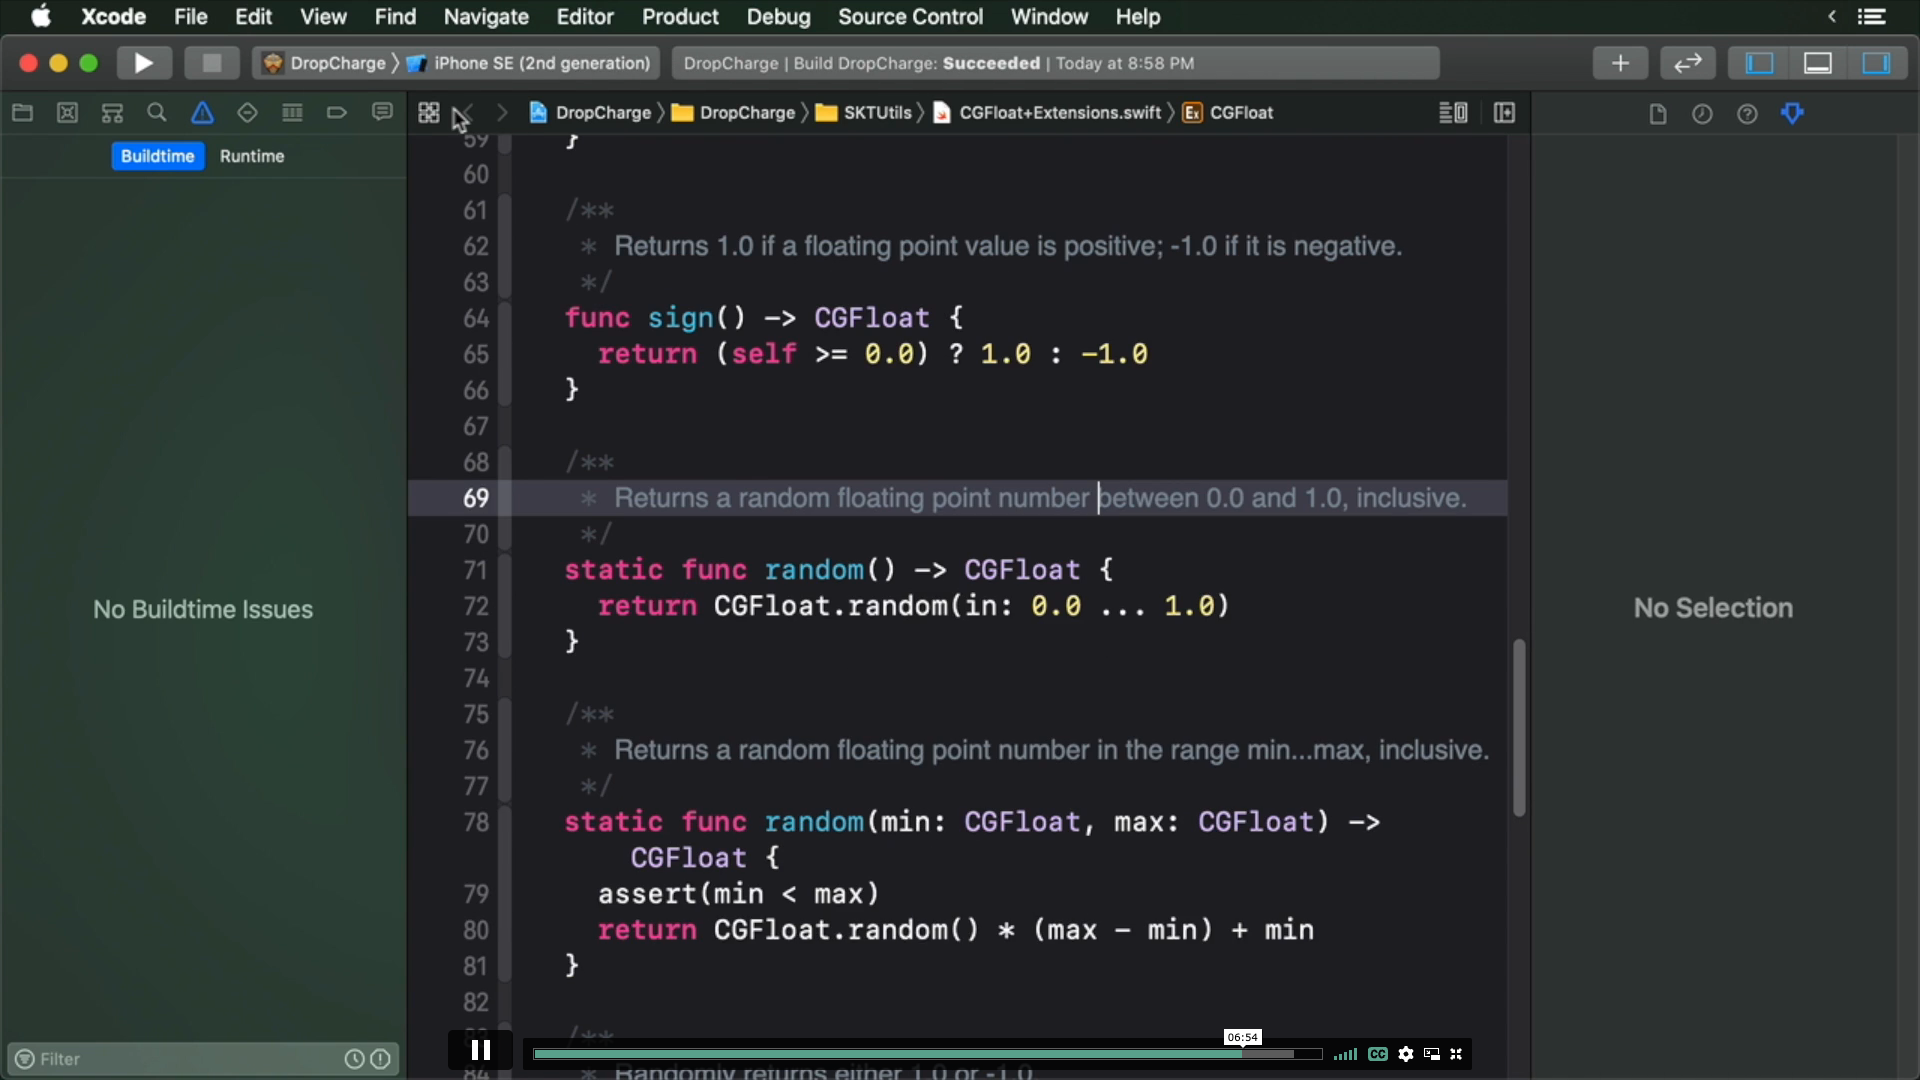 Xcode File Edit View Find Navigate Editor Product Debug Source Control Window Help
DropCharge iPhone SE (2nd generation) DropCharge | Build DropCharge: Succeeded | Today at 8:58 PM
DropCharge DropCharge SKTUtils CGFloat+Extensions.swift Ex CGFloat
Buildtime Runtime
No Buildtime Issues
Filter
59 }
60
61 /**
62 * Returns 1.0 if a floating point value is positive; -1.0 if it is negative.
63 */
64 func sign() -> CGFloat {
65 return (self >= 0.0) ? 1.0 : -1.0
66 }
67
68 /**
69 * Returns a random floating point number between 0.0 and 1.0, inclusive.
70 */
71 static func random() -> CGFloat {
72 return CGFloat.random(in: 0.0 ... 1.0)
73 }
74
75 /**
76 * Returns a random floating point number in the range min...max, inclusive.
77 */
78 static func random(min: CGFloat, max: CGFloat) ->
CGFloat {
79 assert(min < max)
80 return CGFloat.random() * (max - min) + min
81 }
82
83 /**
84 * Randomly returns either 1.0 or -1.0.
No Selection
06:54
CC